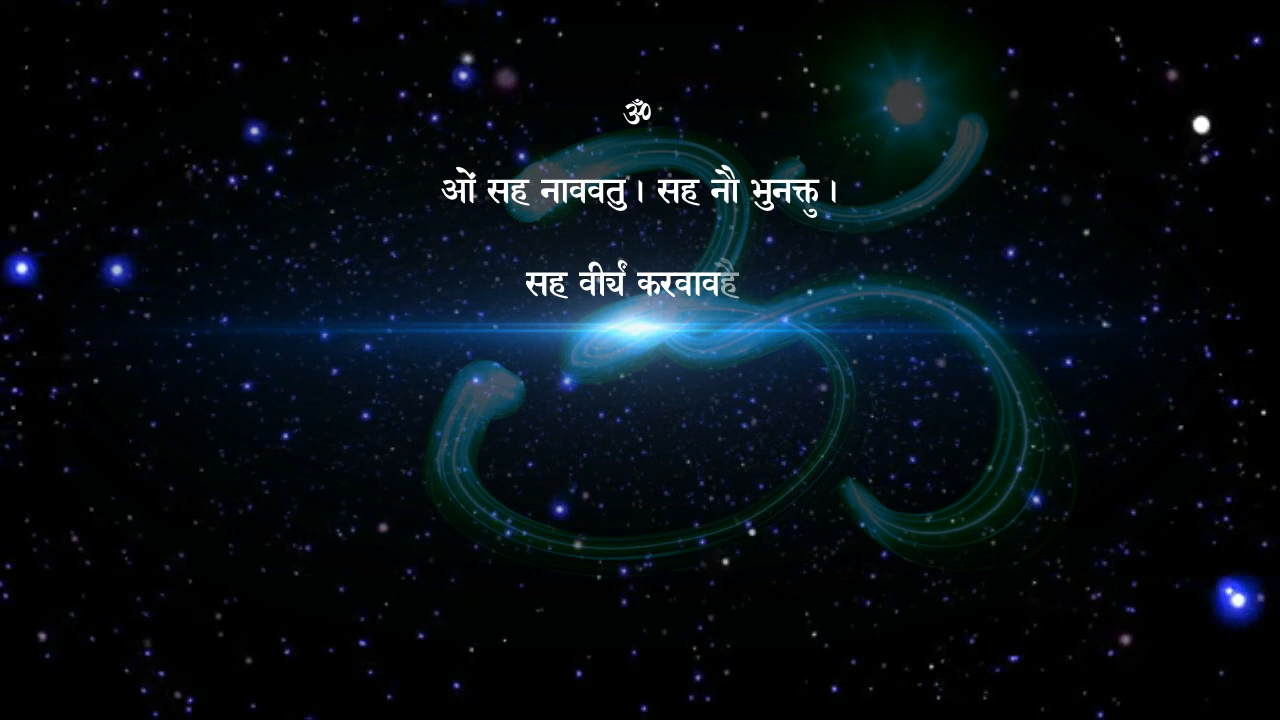 ॐ
ओं सह नाववतु । सह नौ भुनक्तु ।
सह वीर्यं करवावहै